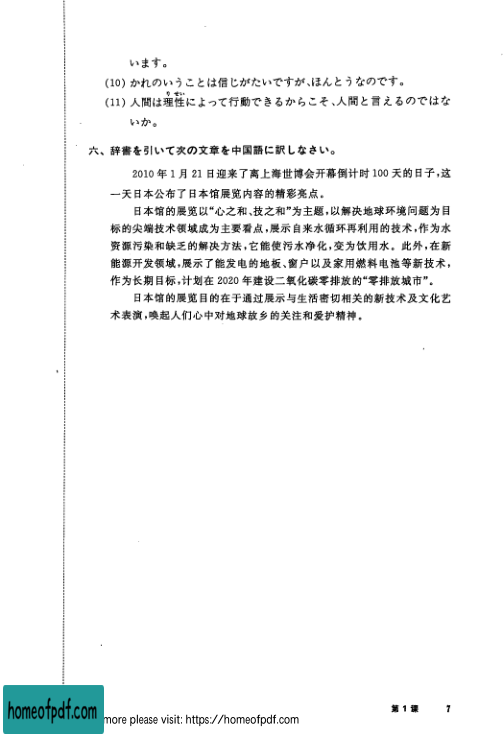 います。
(10) かれのいうことは信じがたいですが、ほんとうなのです。
りせい
(11) 人間は理性によって行動できるからこそ、人間と言えるのではな
いか。
六、辞書を引いて次の文章を中国語に訳しなさい。
2010 年 1 月 21 日迎来了离上海世博会开幕倒计时 100 天的日子,这
一天日本公布了日本馆展览内容的精彩亮点。
日本馆的展览以“心之和、技之和”为主题,以解决地球环境问题为目
标的尖端技术领域成为主要看点,展示自来水循环再利用的技术,作为水
资源污染和缺乏的解决方法,它能使污水净化,变为饮用水。此外,在新
能源开发领域,展示了能发电的地板、窗户以及家用燃料电池等新技术,
作为长期目标,计划在 2020 年建设二氧化碳零排放的“零排放城市”。
日本馆的展览目的在于通过展示与生活密切相关的新技术及文化艺
术表演,唤起人们心中对地球故乡的关注和爱护精神。
第 1 课 7
homeofpdf.com
more please visit: https://homeofpdf.com